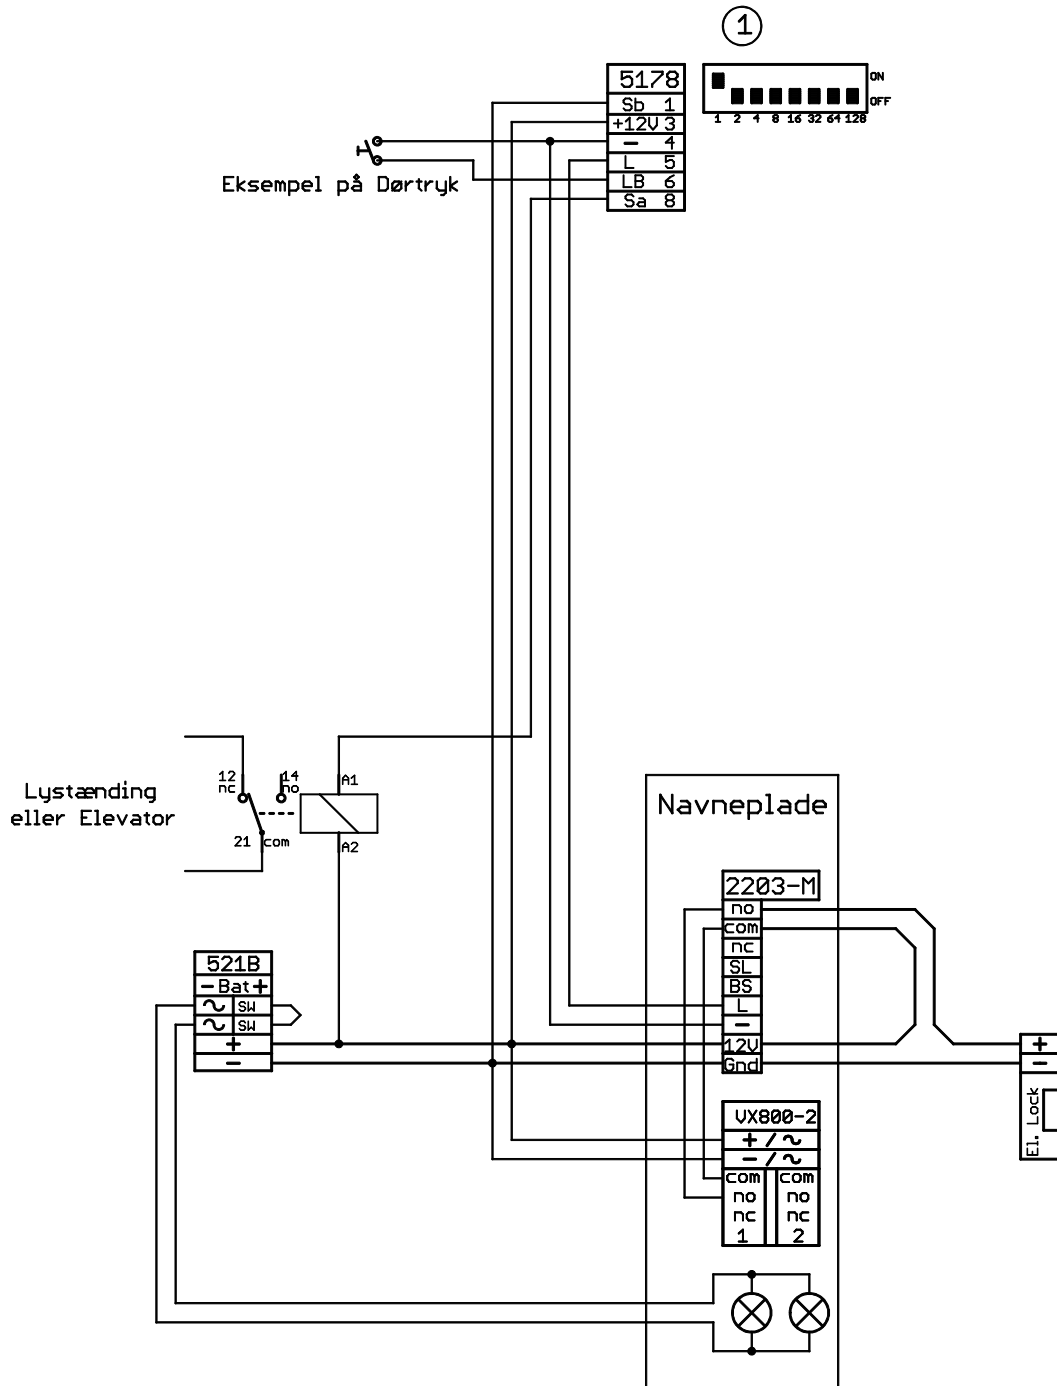 1
5178
ON
OFF
1 2 4 8 16 32 64 128
Sb 1
+12V 3
- 4
L 5
LB 6
Sa 8
Eksempel på Dørtryk
12
nc
14
no
A1
Lystænding
eller Elevator
21 com
A2
Navneplade
2203-M
no
com
nc
SL
BS
L
-
12V
Gnd
521B
- Bat +
~ SW
~ SW
+
-
+
-
El. Lock
VX800-2
+ / ~
- / ~
com com
no no
nc nc
1 2